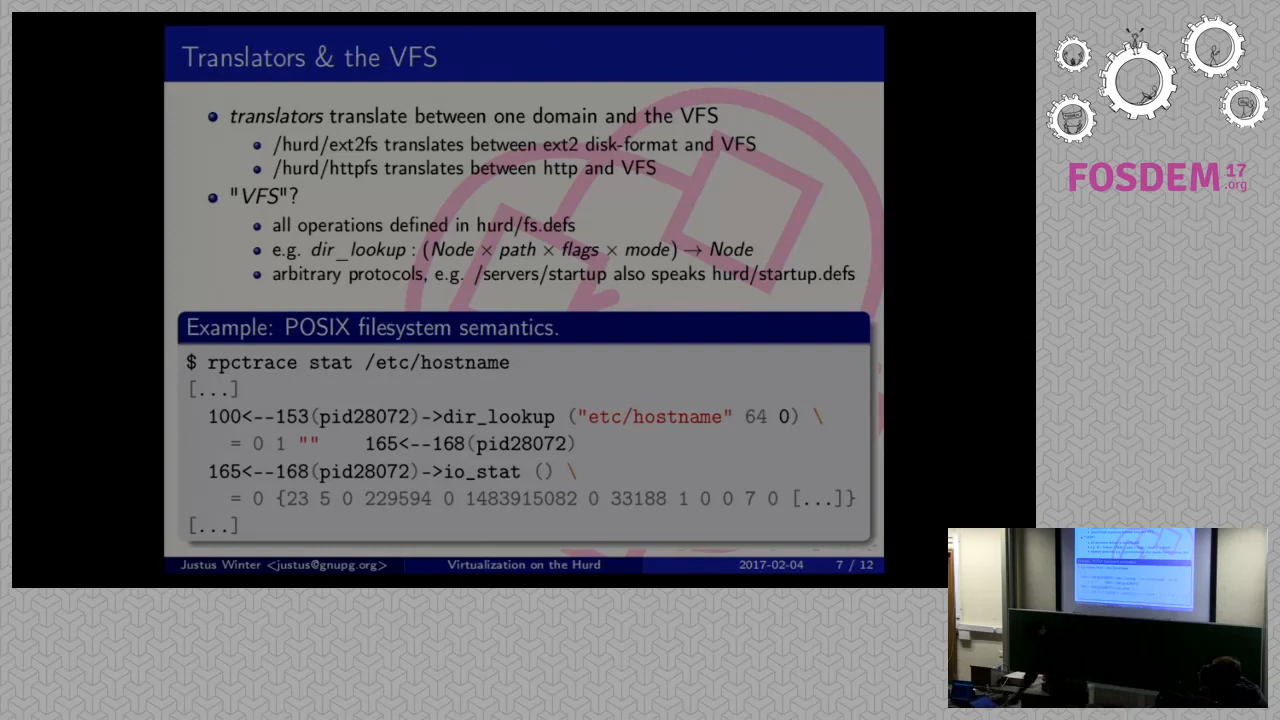 Translators & the VFS
translators translate between one domain and the VFS
/hurd/ext2fs translates between ext2 disk-format and VFS
/hurd/httpfs translates between http and VFS
"VFS"?
all operations defined in hurd/fs.defs
e.g. dir_lookup : (Node × path × flags × mode) → Node
arbitrary protocols, e.g. /servers/startup also speaks hurd/startup.defs
Example: POSIX filesystem semantics.
$ rpctrace stat /etc/hostname
[...]
100<--153(pid28072)->dir_lookup ("etc/hostname" 64 0) \
= 0 1 "" 165<--168(pid28072)
165<--168(pid28072)->io_stat () \
= 0 {23 5 0 229594 0 1483915082 0 33188 1 0 0 7 0 [...]}
[...]
Justus Winter <justus@gnupg.org> Virtualization on the Hurd 2017-02-04 7 / 12
FOSDEM 17 .org